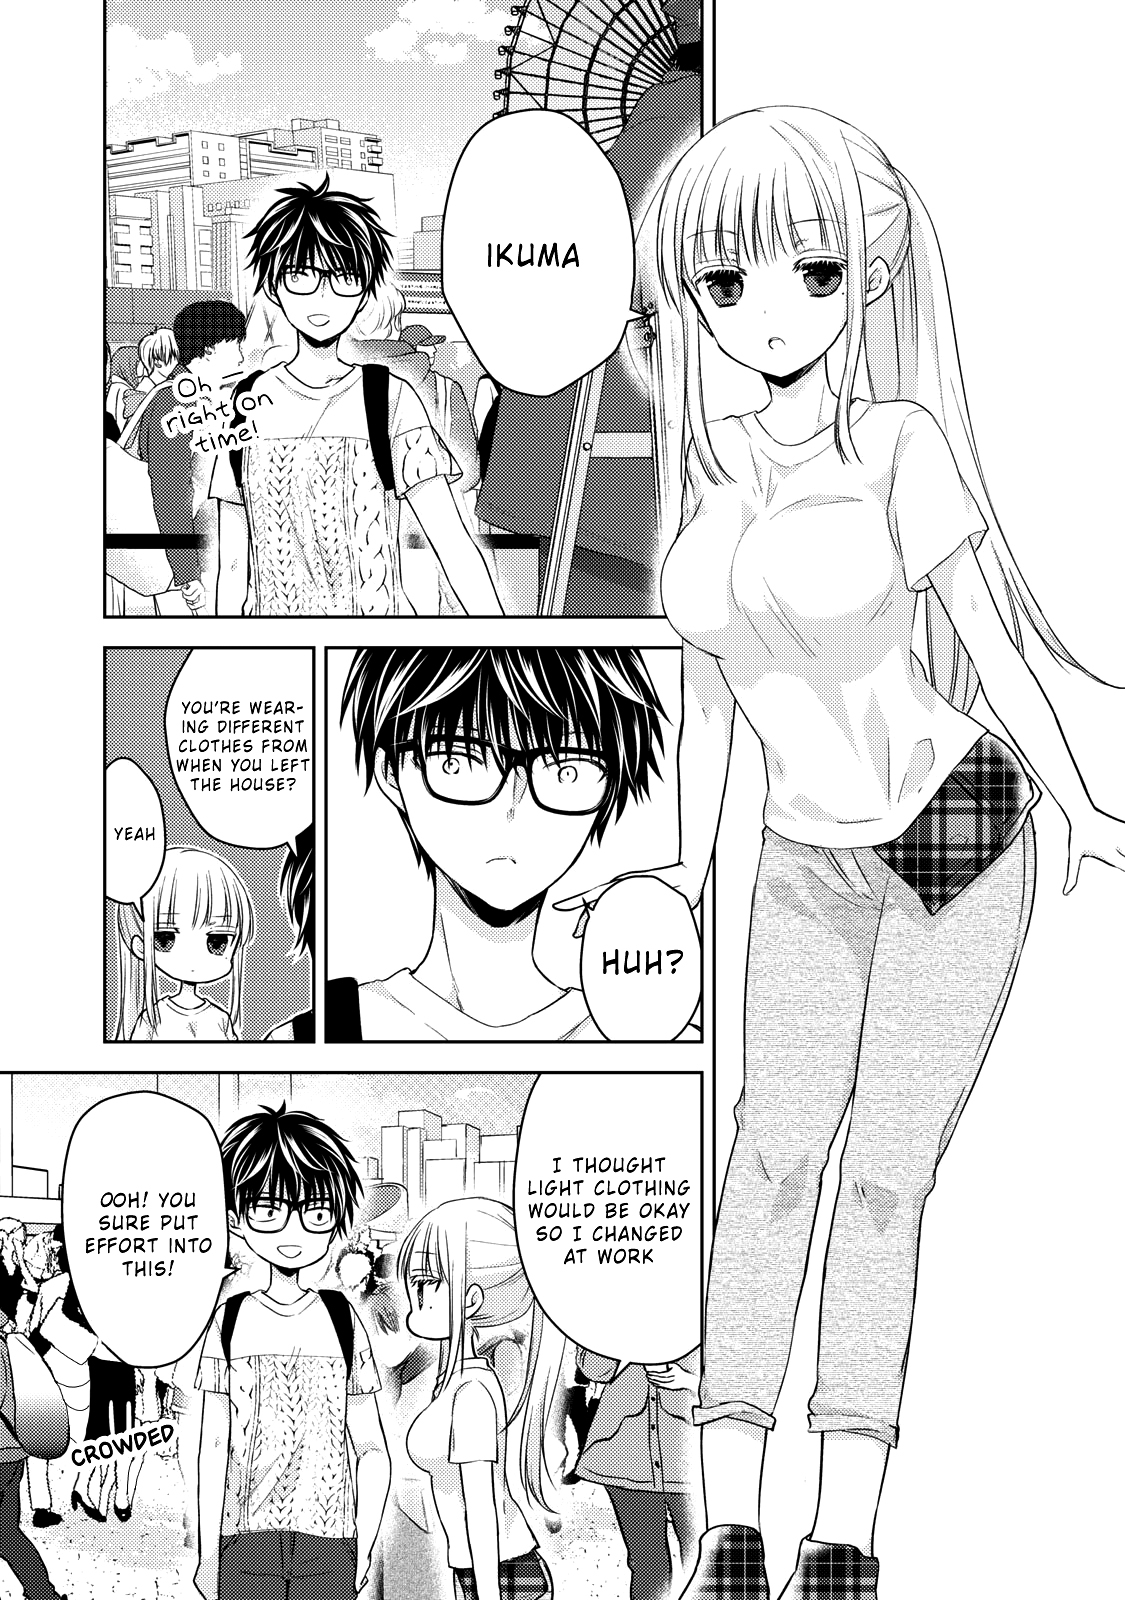 IKUMA
Oh
right on
time!
HUH?
YOU'RE WEAR-
ING DIFFERENT
CLOTHES FROM
WHEN YOU LEFT
THE HOUSE?
YEAH
I THOUGHT
LIGHT CLOTHING
WOULD BE OKAY
SO I CHANGED
AT WORK
OOH! YOU
SURE PUT
EFFORT INTO
THIS!
CROWDED